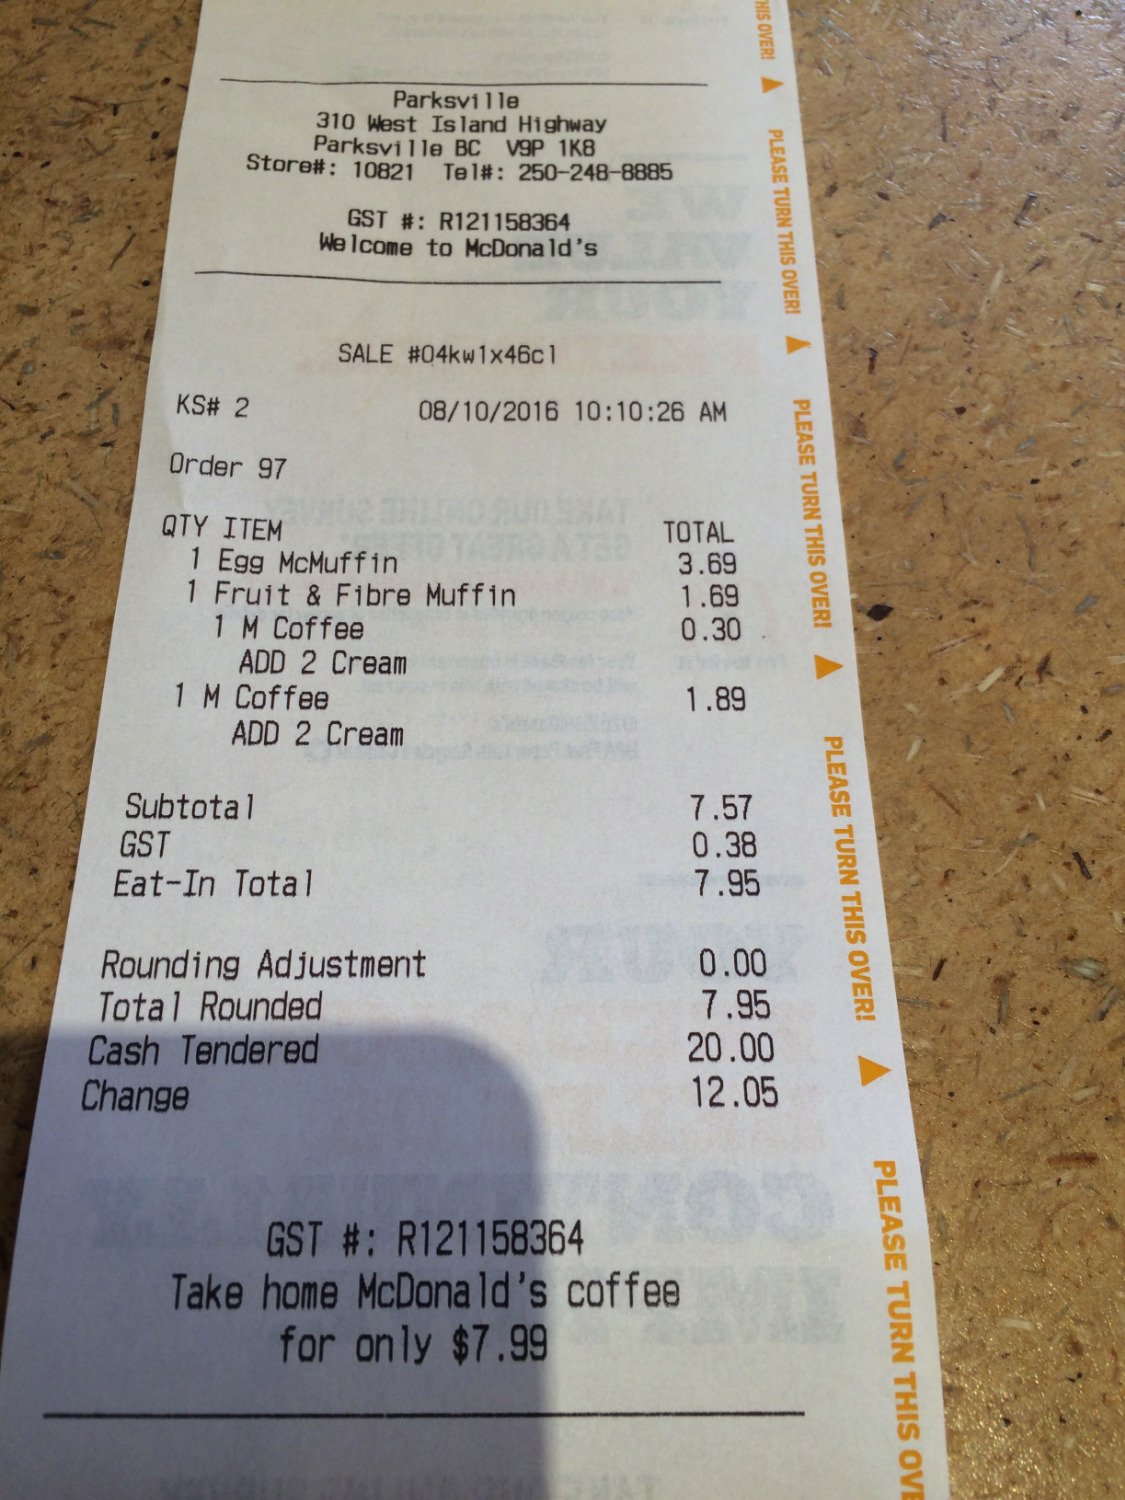 Parksville
310 West Island Highway
Parksville BC V9P 1K8
Store#: 10821 Tel#: 250-248-8885
GST #: R121158364
Welcome to McDonald's
SALE #04kw1x46cl
KS# 2 08/10/2016 10:10:26 AM
Order 97
QTY ITEM TOTAL
1 Egg McMuffin 3.69
1 Fruit & Fibre Muffin 1.69
1 M Coffee 0.30
ADD 2 Cream
1 M Coffee 1.89
ADD 2 Cream
Subtotal 7.57
GST 0.38
Eat-In Total 7.95
Rounding Adjustment 0.00
Total Rounded 7.95
Cash Tendered 20.00
Change 12.05
GST #: R121158364
Take home McDonald's coffee
for only $7.99
HIS OVER!
PLEASE TURN THIS OVER!
PLEASE TURN THIS OVER!
PLEASE TURN THIS OVER!
PLEASE TURN THIS OV